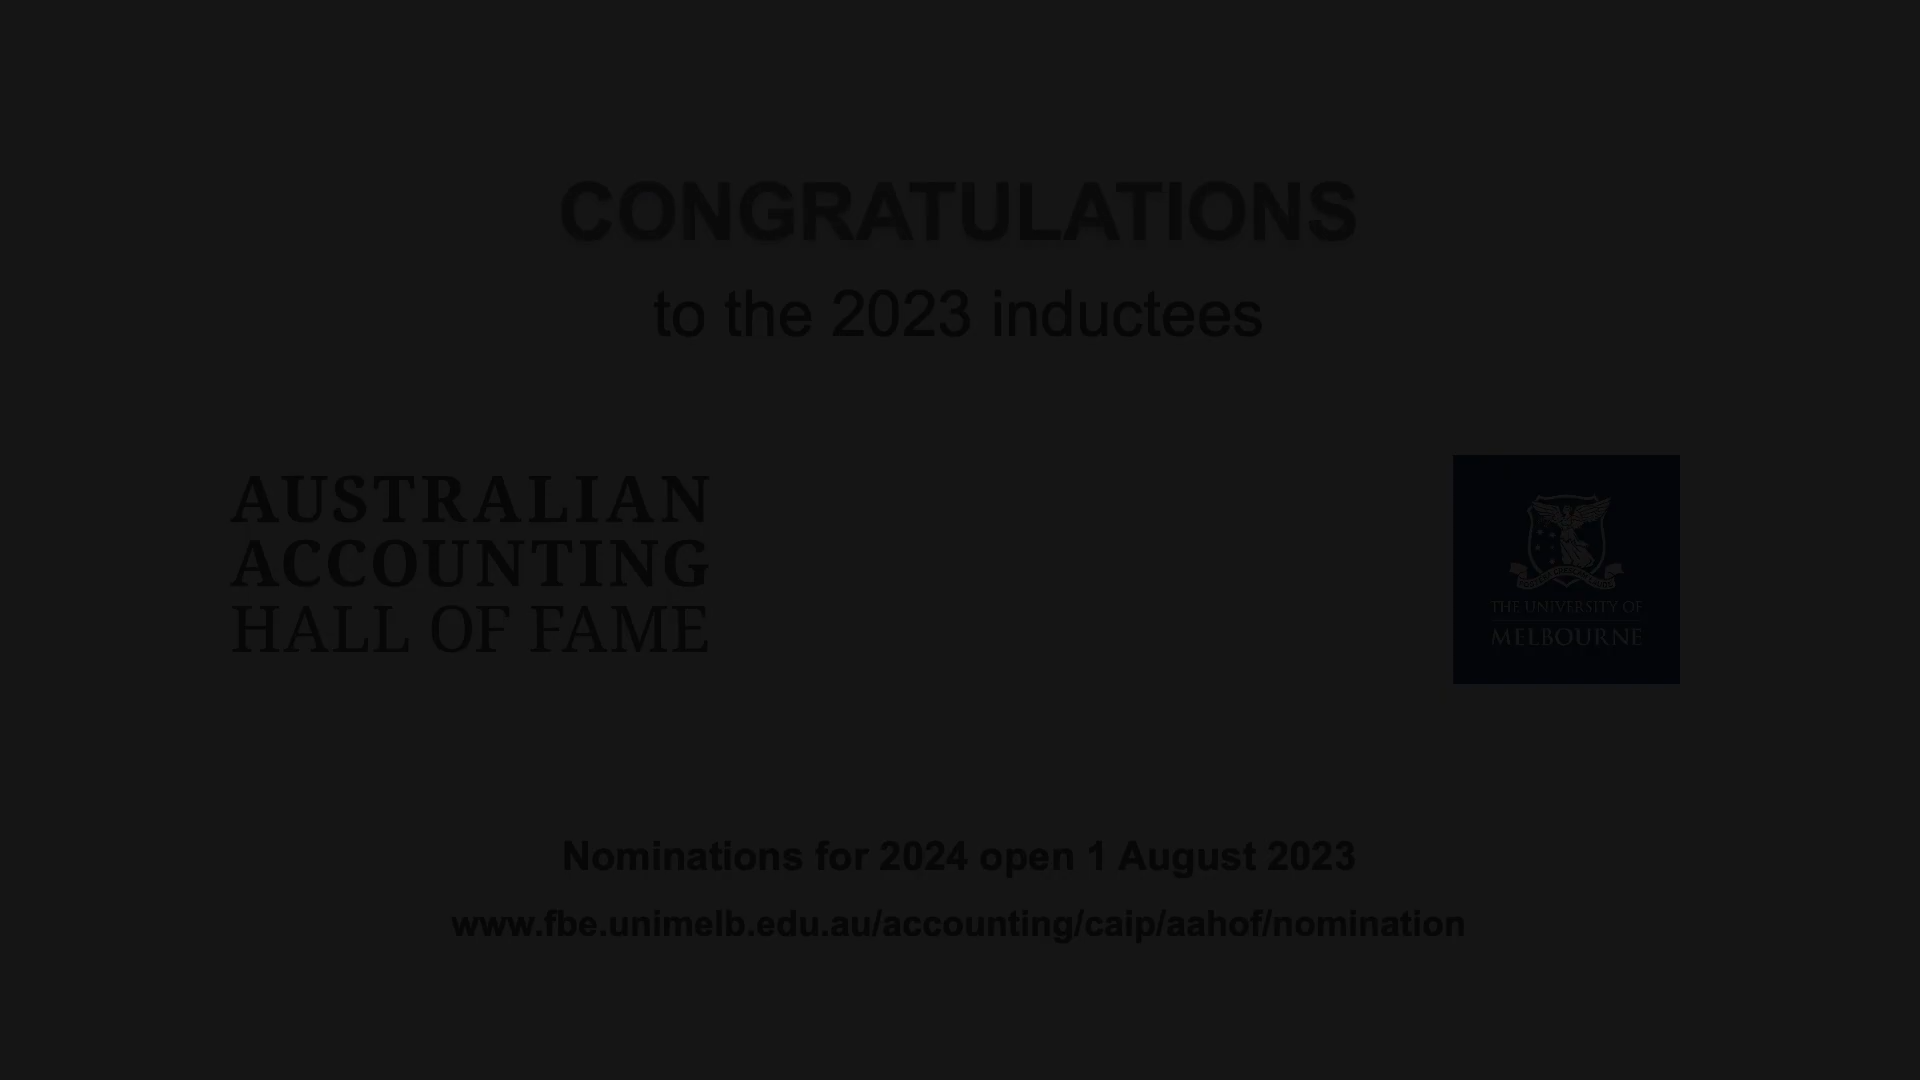 CONGRATULATIONS
to the 2023 inductees
AUSTRALIAN
ACCOUNTING
HALL OF FAME
THE UNIVERSITY OF
MELBOURNE
Nominations for 2024 open 1 August 2023
www.fbe.unimelb.edu.au/accounting/caip/aahof/nomination